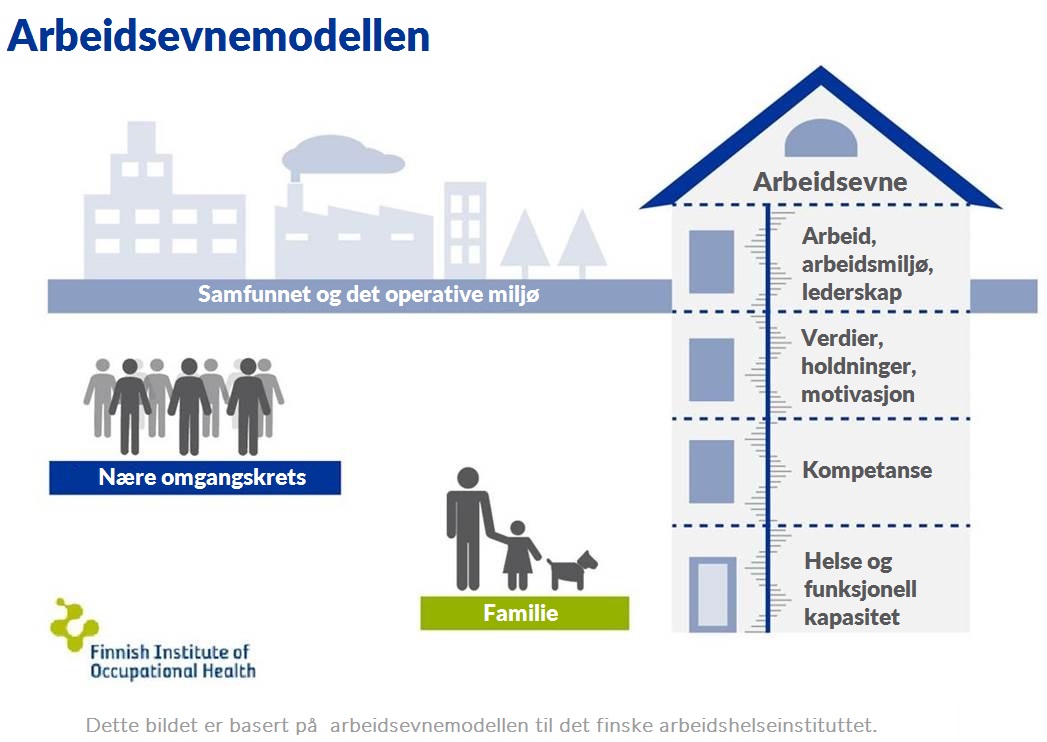 Arbeidsevnemodellen
Arbeidsevne
Arbeid,
arbeidsmiljø,
lederskap
Samfunnet og det operative miljø
Verdier,
holdninger,
motivasjon
Nære omgangskrets
Kompetanse
Helse og
funksjonell
kapasitet
Familie
Finnish Institute of
Occupational Health
Dette bildet er basert på  arbeidsevnemodellen til det finske arbeidshelseinstituttet.